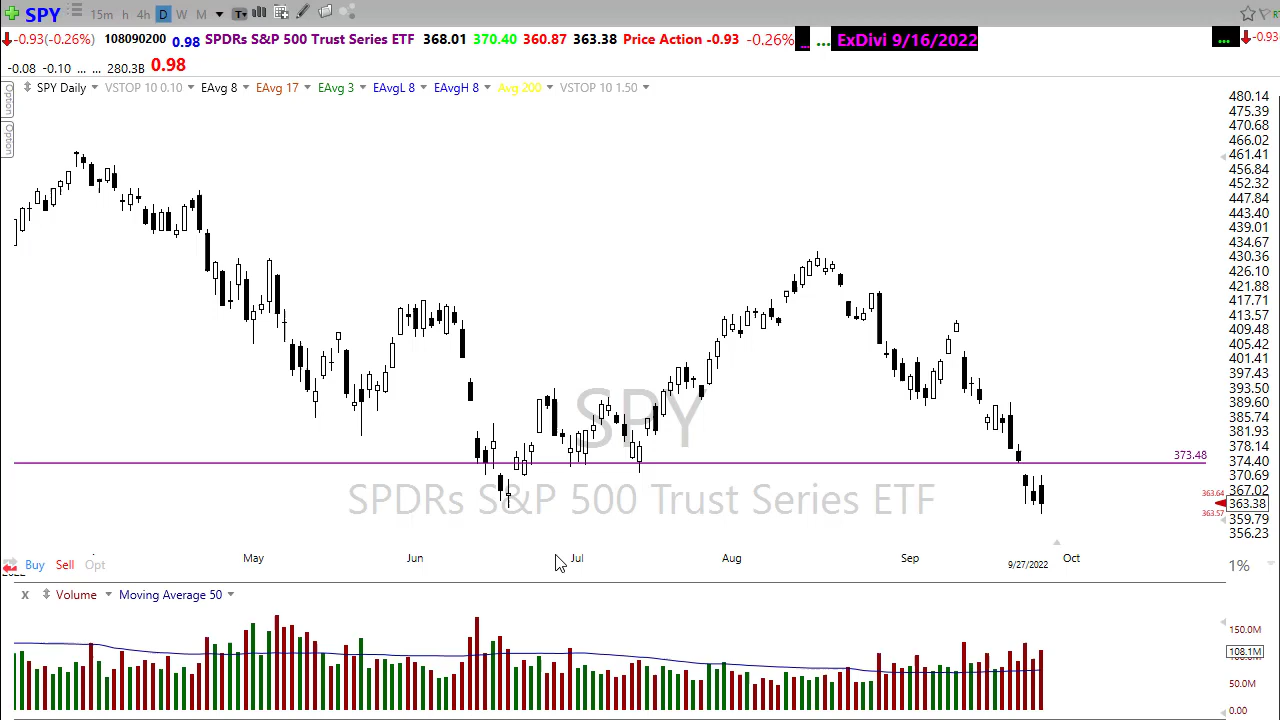 SPY 15m 4h D W M T
-0.93(-0.26%) 108090200 0.98 SPDRs S&P 500 Trust Series ETF 368.01 370.40 360.87 363.38 Price Action -0.93 -0.26% ... ... ExDivi 9/16/2022 ... -0.93
-0.08 -0.10 ... ... 280.3B 0.98
SPY Daily VSTOP 10 0.10 EAvg 8 EAvg 17 EAvg 3 EAvgL 8 EAvgH 8 Avg 200 VSTOP 10 1.50
Option
Option
480.14
475.39
470.68
466.02
461.41
456.84
452.32
447.84
443.40
439.01
434.67
430.36
426.10
421.88
417.71
413.57
409.48
405.42
401.41
397.43
393.50
389.60
385.74
381.93
378.14
374.40
370.69
367.02
363.38
359.79
356.23
373.48
363.64
363.57
SPY
SPDRs S&P 500 Trust Series ETF
May Jun Jul Aug Sep Oct
9/27/2022
Buy Sell Opt
1%
x Volume Moving Average 50
150.0M
108.1M
50.0M
0.00